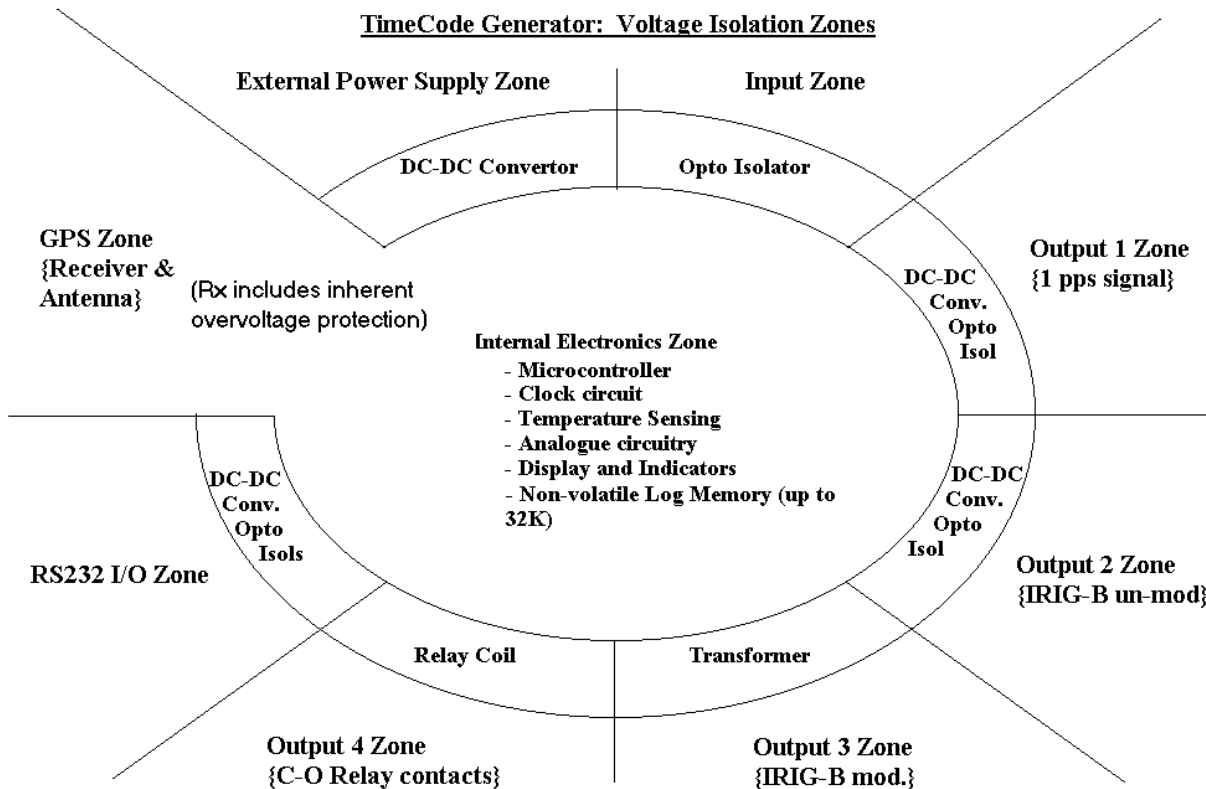 TimeCode Generator:  Voltage Isolation Zones
External Power Supply Zone
Input Zone
DC-DC Convertor
Opto Isolator
GPS Zone
{Receiver &
Antenna}
(Rx includes inherent
overvoltage protection)
Output 1 Zone
{1 pps signal}
DC-DC
Conv.
Opto
Isol
Internal Electronics Zone
- Microcontroller
- Clock circuit
- Temperature Sensing
- Analogue circuitry
- Display and Indicators
- Non-volatile Log Memory (up to
32K)
DC-DC
Conv.
Opto
Isols
RS232 I/O Zone
DC-DC
Conv.
Opto
Isol
Output 2 Zone
{IRIG-B un-mod}
Relay Coil
Transformer
Output 4 Zone
{C-O Relay contacts}
Output 3 Zone
{IRIG-B mod.}